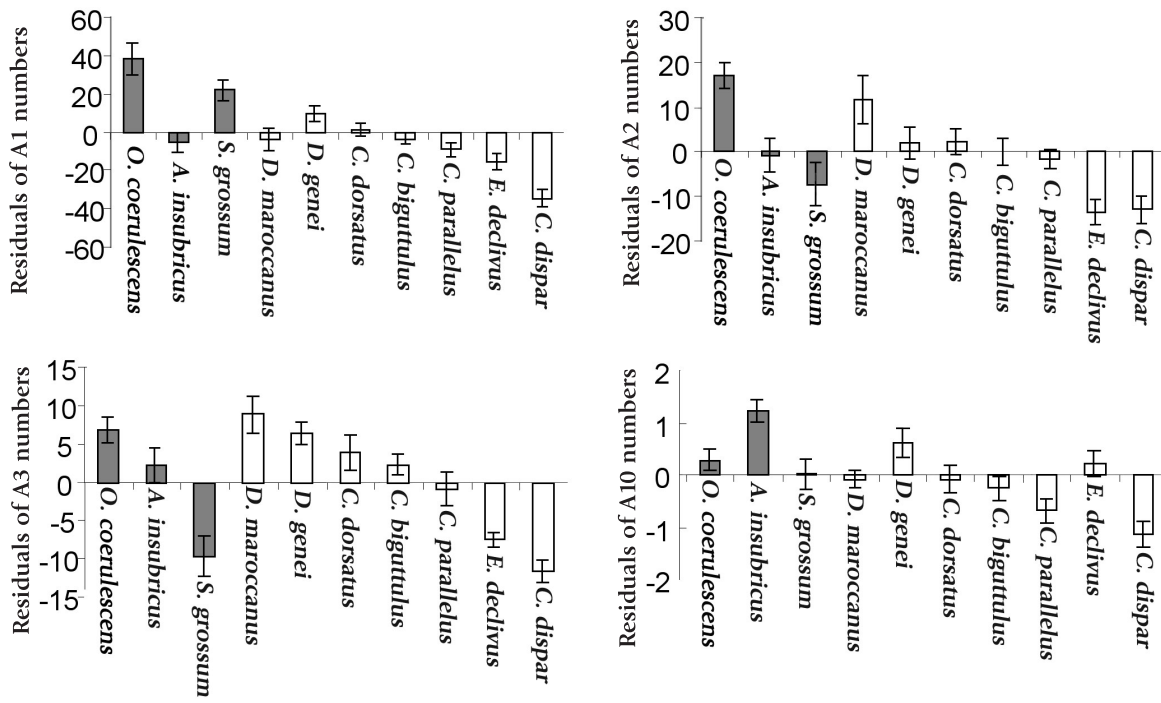 Residuals of A1 numbers
60
40
20
0
-20
-40
-60
O. coerulescens
A. insubricus
S. grossum
D. maroccanus
D. genei
C. dorsatus
C. biguttulus
C. parallelus
E. declivus
C. dispar
Residuals of A2 numbers
30
20
10
0
-10
-20
O. coerulescens
A. insubricus
S. grossum
D. maroccanus
D. genei
C. dorsatus
C. biguttulus
C. parallelus
E. declivus
C. dispar
Residuals of A3 numbers
15
10
5
0
-5
-10
-15
O. coerulescens
A. insubricus
S. grossum
D. maroccanus
D. genei
C. dorsatus
C. biguttulus
C. parallelus
E. declivus
C. dispar
Residuals of A10 numbers
2
1
0
-1
-2
O. coerulescens
A. insubricus
S. grossum
D. maroccanus
D. genei
C. dorsatus
C. biguttulus
C. parallelus
E. declivus
C. dispar